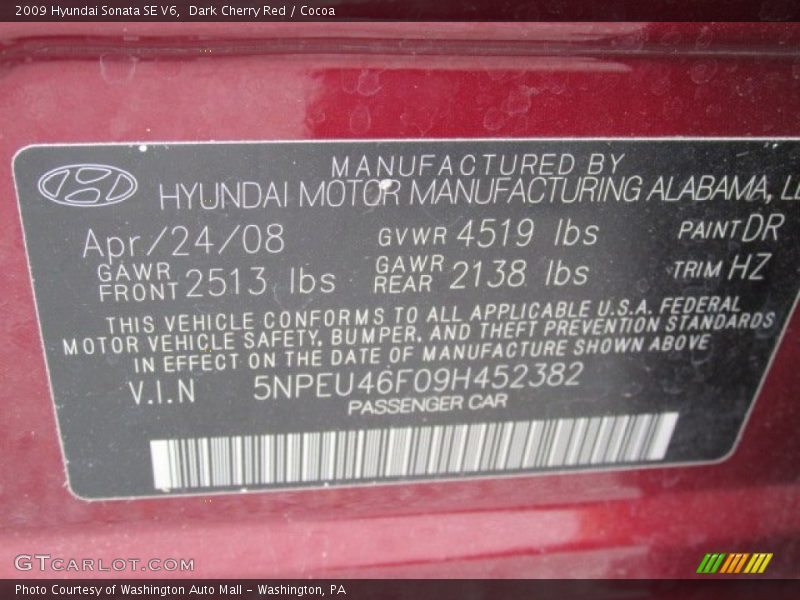 2009 Hyundai Sonata SE V6,  Dark Cherry Red / Cocoa
MANUFACTURED BY
HYUNDAI MOTOR MANUFACTURING ALABAMA, LL
Apr/24/08 GVWR 4519 lbs PAINT DR
GAWR FRONT 2513 lbs GAWR REAR 2138 lbs TRIM HZ
THIS VEHICLE CONFORMS TO ALL APPLICABLE U.S.A. FEDERAL
MOTOR VEHICLE SAFETY, BUMPER, AND THEFT PREVENTION STANDARDS
IN EFFECT ON THE DATE OF MANUFACTURE SHOWN ABOVE
V.I.N 5NPEU46F09H452382
PASSENGER CAR
GTCARLOT.COM
Photo Courtesy of Washington Auto Mall – Washington, PA